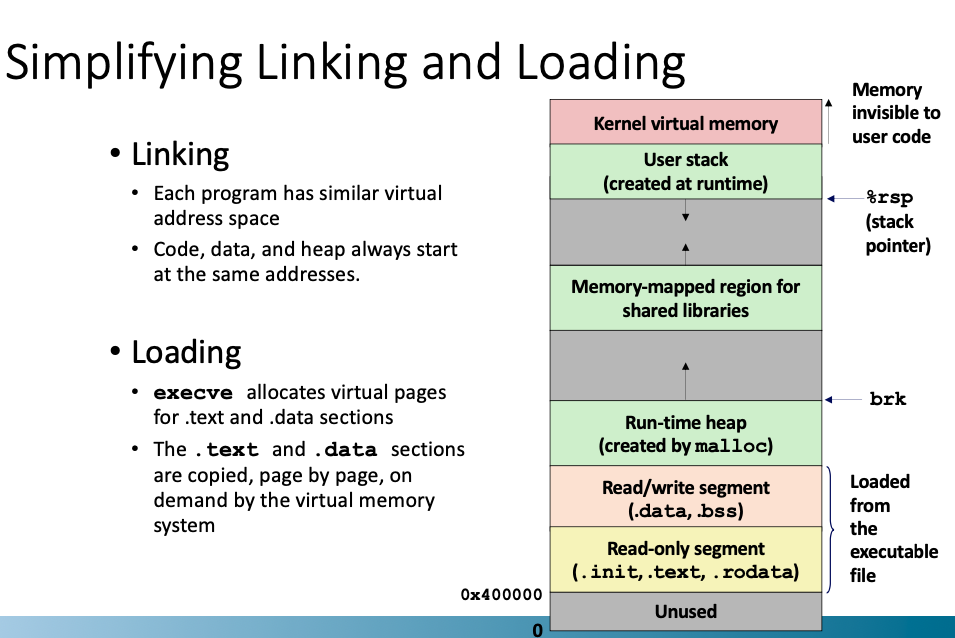 Simplifying Linking and Loading
• Linking
• Each program has similar virtual
address space
• Code, data, and heap always start
at the same addresses.
• Loading
• execve allocates virtual pages
for .text and .data sections
• The .text and .data sections
are copied, page by page, on
demand by the virtual memory
system
Kernel virtual memory
User stack
(created at runtime)
Memory-mapped region for
shared libraries
Run-time heap
(created by malloc)
Read/write segment
(.data, .bss)
Read-only segment
(.init, .text, .rodata)
Unused
Memory
invisible to
user code
%rsp
(stack
pointer)
brk
Loaded
from
the
executable
file
0x400000
0